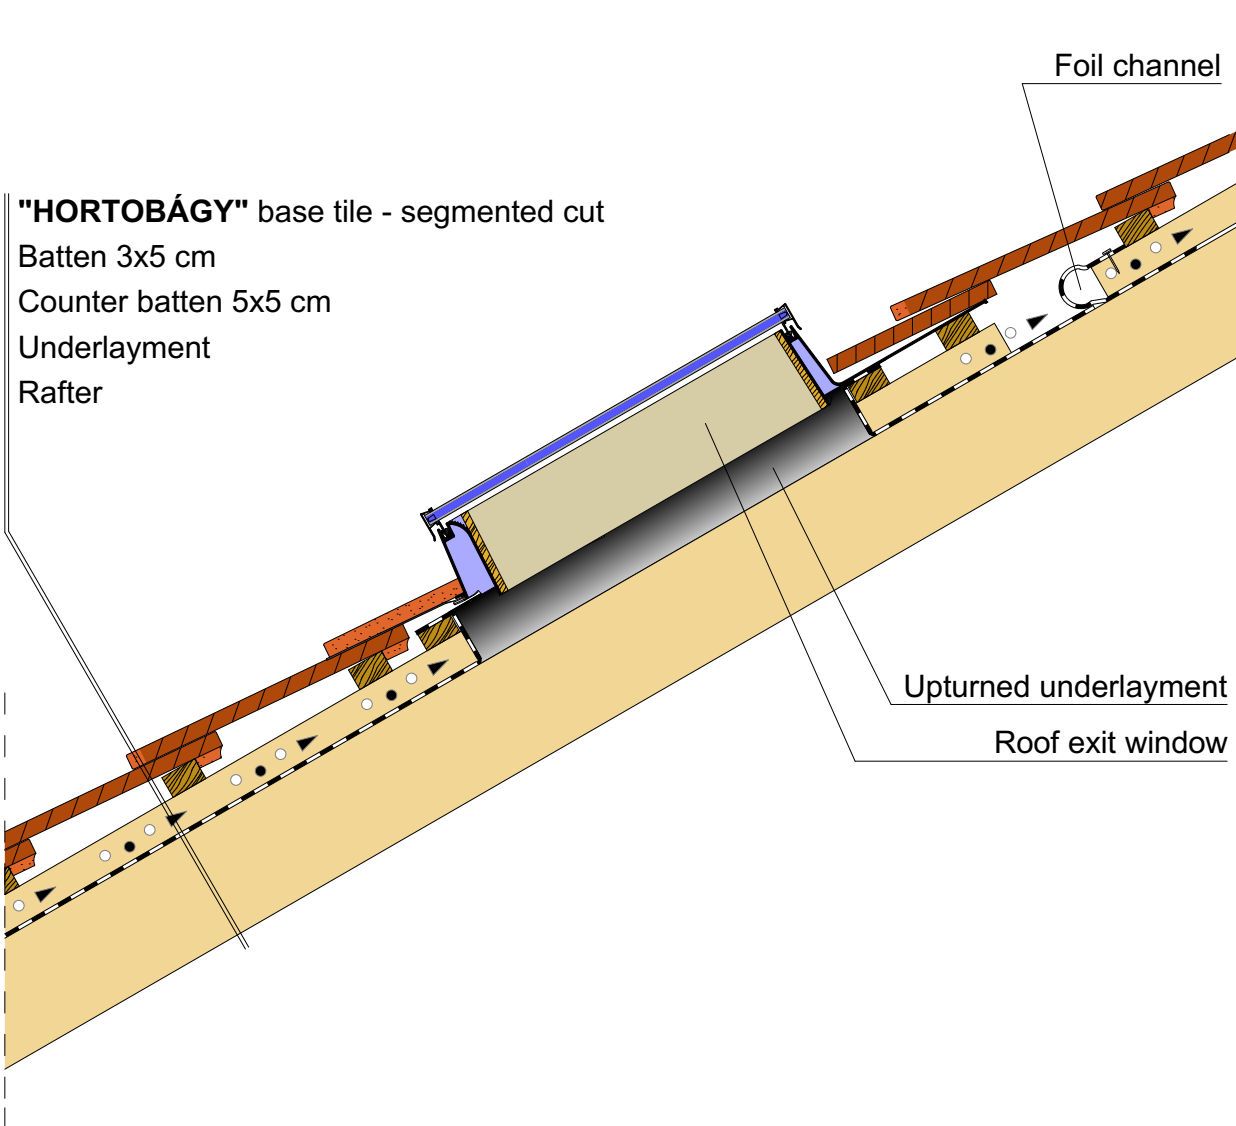 Foil channel
"HORTOBÁGY" base tile - segmented cut
Batten 3x5 cm
Counter batten 5x5 cm
Underlayment
Rafter
Upturned underlayment
Roof exit window